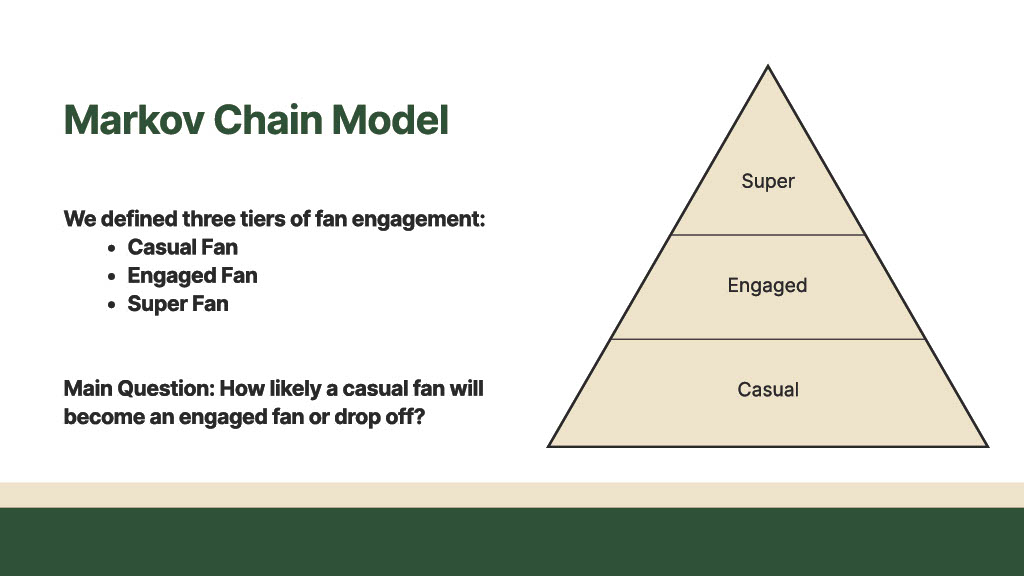 Markov Chain Model
We defined three tiers of fan engagement:
• Casual Fan
• Engaged Fan
• Super Fan
Main Question: How likely a casual fan will
become an engaged fan or drop off?
Super
Engaged
Casual